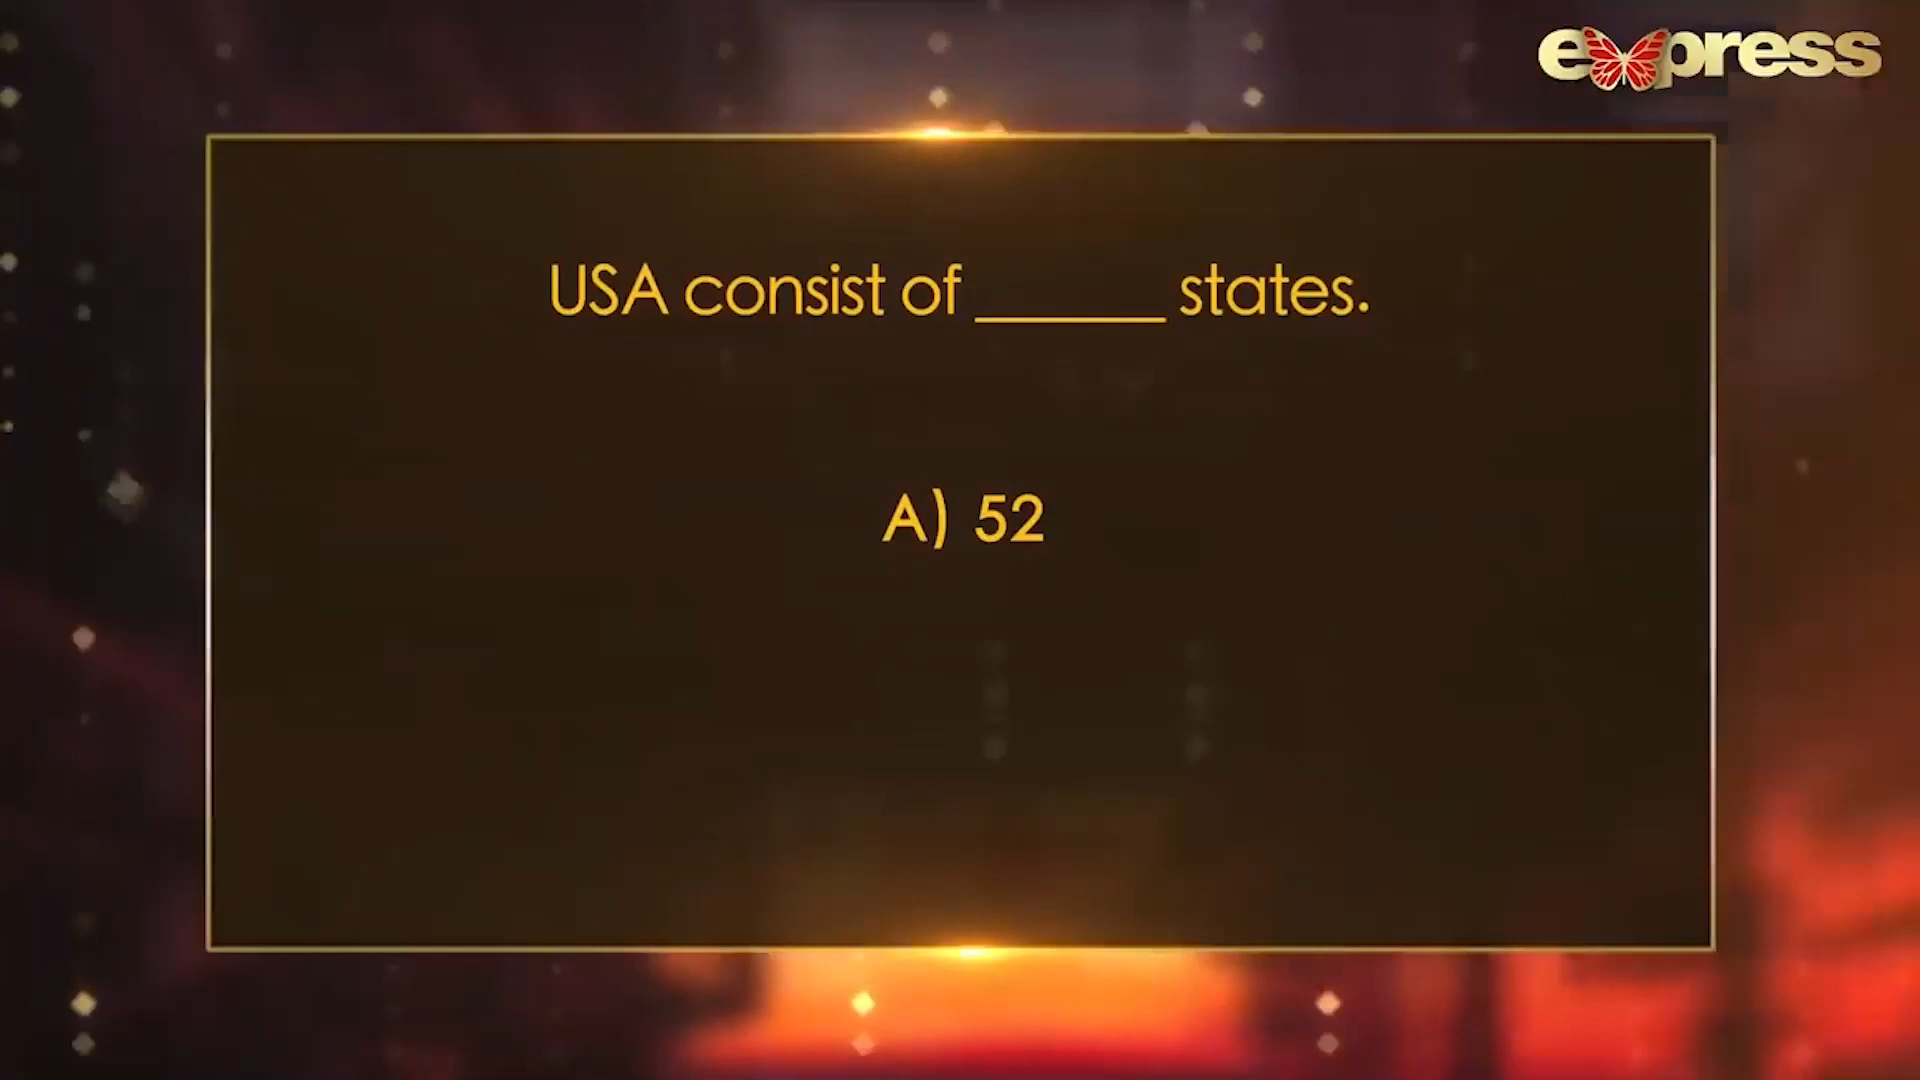 express
USA consist of ______ states.
A) 52